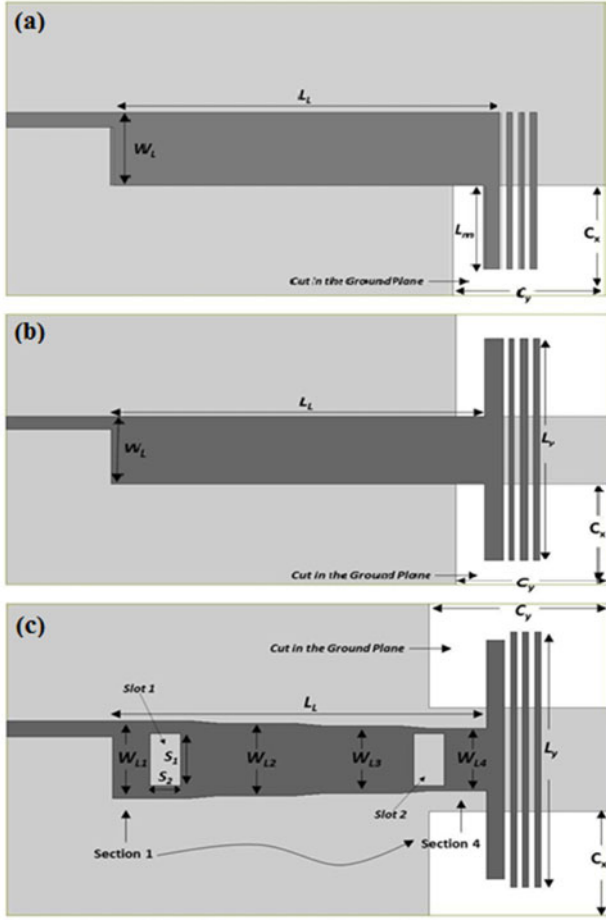 (a)
L_L
W_L
L_m
C_x
Cut in the Ground Plane
C_y
(b)
L_L
W_L
L_y
C_x
Cut in the Ground Plane
C_y
(c)
C_y
Cut in the Ground Plane
Slot 1
L_L
W_L1 S_1 W_L2 W_L3 W_L4 L_y
S_2
Slot 2
Section 1 Section 4
C_x